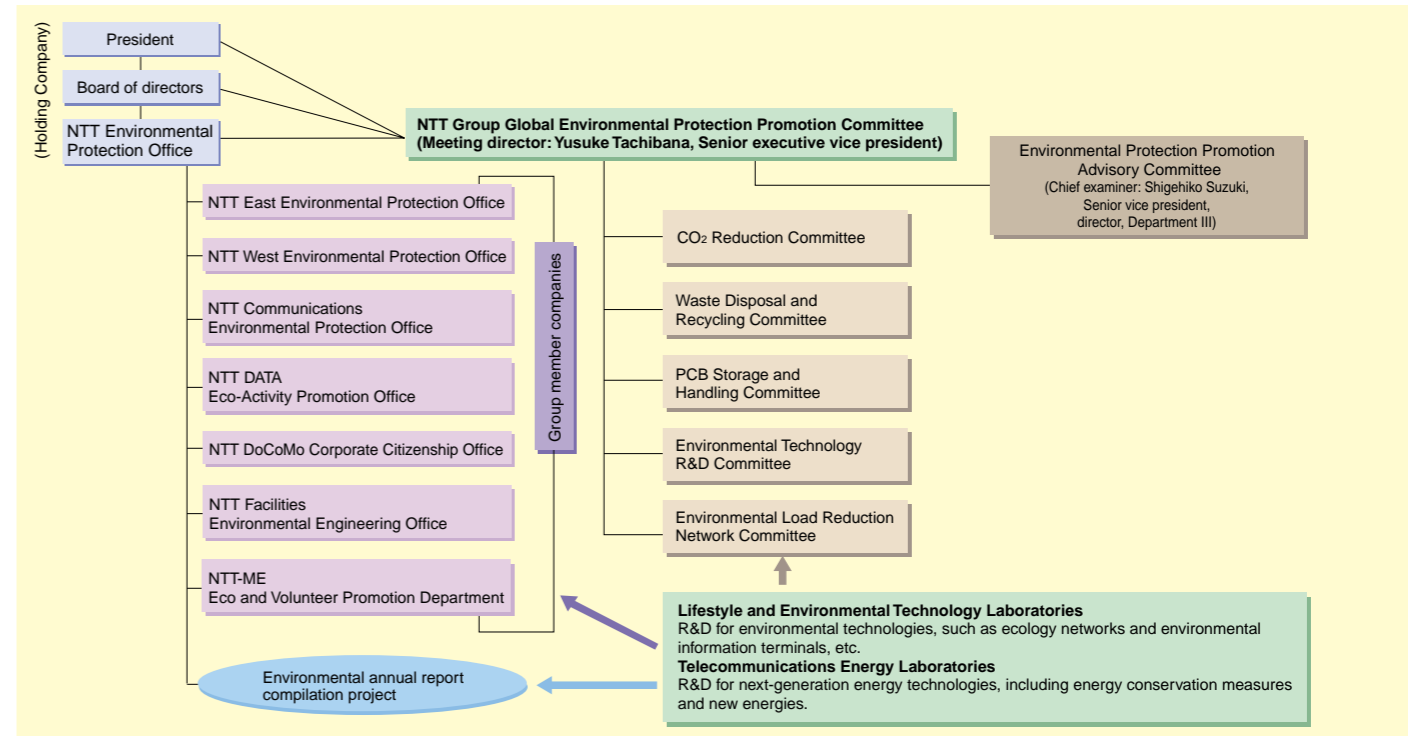 (Holding Company)
President
Board of directors
NTT Environmental
Protection Office
NTT Group Global Environmental Protection Promotion Committee
(Meeting director: Yusuke Tachibana, Senior executive vice president)
Environmental Protection Promotion
Advisory Committee
(Chief examiner: Shigehiko Suzuki,
Senior vice president,
director, Department III)
NTT East Environmental Protection Office
NTT West Environmental Protection Office
NTT Communications
Environmental Protection Office
NTT DATA
Eco-Activity Promotion Office
NTT DoCoMo Corporate Citizenship Office
NTT Facilities
Environmental Engineering Office
NTT-ME
Eco and Volunteer Promotion Department
Group member companies
CO2 Reduction Committee
Waste Disposal and
Recycling Committee
PCB Storage and
Handling Committee
Environmental Technology
R&D Committee
Environmental Load Reduction
Network Committee
Environmental annual report
compilation project
Lifestyle and Environmental Technology Laboratories
R&D for environmental technologies, such as ecology networks and environmental
information terminals, etc.
Telecommunications Energy Laboratories
R&D for next-generation energy technologies, including energy conservation measures
and new energies.